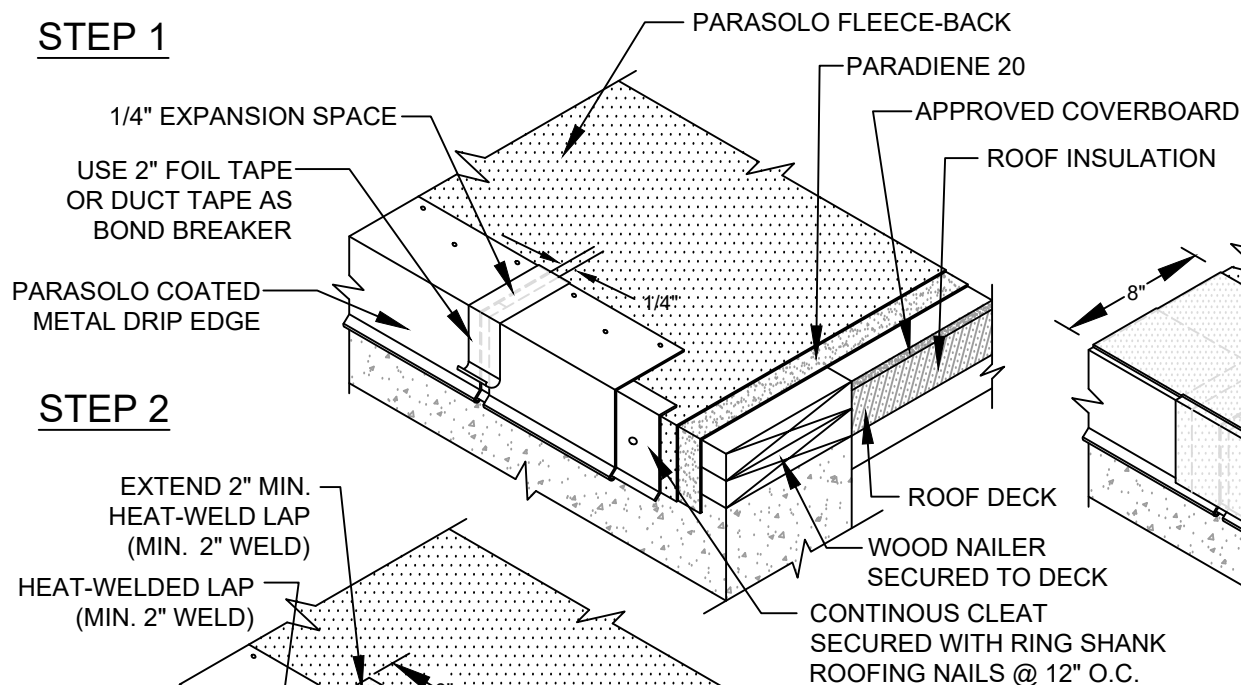 STEP 1
PARASOLO FLEECE-BACK
PARADIENE 20
APPROVED COVERBOARD
ROOF INSULATION
1/4" EXPANSION SPACE
USE 2" FOIL TAPE
OR DUCT TAPE AS
BOND BREAKER
PARASOLO COATED
METAL DRIP EDGE
1/4"
8"
ROOF DECK
WOOD NAILER
SECURED TO DECK
CONTINOUS CLEAT
SECURED WITH RING SHANK
ROOFING NAILS @ 12" O.C.
STEP 2
EXTEND 2" MIN.
HEAT-WELD LAP
(MIN. 2" WELD)
HEAT-WELDED LAP
(MIN. 2" WELD)